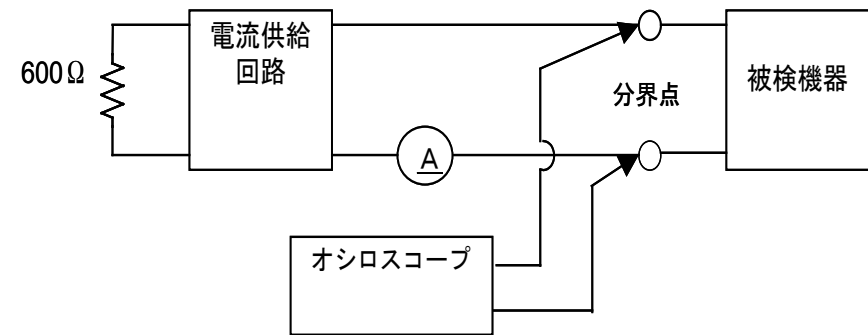 電流供給
回路
600Ω
分界点
被検機器
A
オシロスコープ